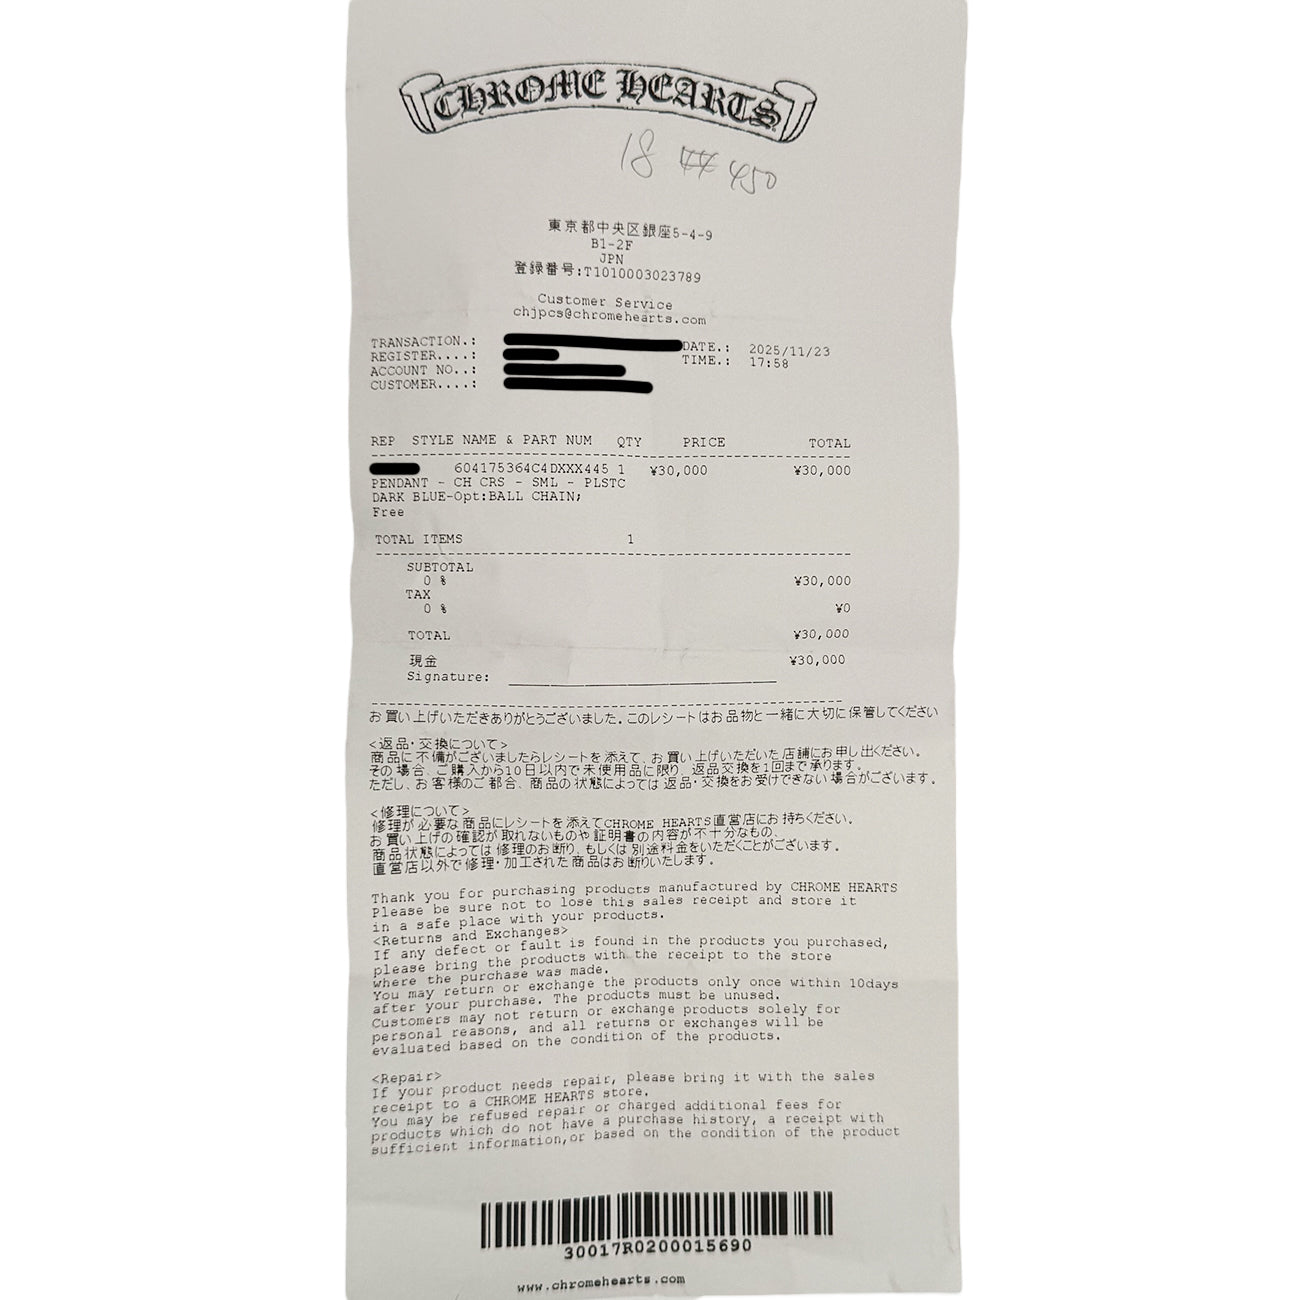 CHROME HEARTS
18 450
東京都中央区銀座5-4-9
B1-2F
JPN
登録番号:T1010003023789
Customer Service
chjpcs@chromehearts.com
TRANSACTION.: DATE.: 2025/11/23
REGISTER....: TIME.: 17:58
ACCOUNT NO..:
CUSTOMER....:
REP STYLE NAME & PART NUM QTY PRICE TOTAL
604175364C4DXXX445 1 ¥30,000 ¥30,000
PENDANT - CH CRS - SML - PLSTC
DARK BLUE-Opt:BALL CHAIN;
Free
TOTAL ITEMS 1
SUBTOTAL
0 % ¥30,000
TAX
0 % ¥0
TOTAL ¥30,000
現金 ¥30,000
Signature:
お買い上げいただきありがとうございました。このレシートはお品物と一緒に大切に保管してください
<返品・交換について>
商品に不備がございましたらレシートを添えて、お買い上げいただいた店舗にお申し出ください。
その場合、ご購入から10日以内で未使用品に限り、返品交換を1回まで承ります。
ただし、お客様のご都合、商品の状態によっては返品・交換をお受けできない場合がございます。
<修理について>
修理が必要な商品にレシートを添えてCHROME HEARTS直営店にお持ちください。
お買い上げの確認が取れないものや証明書の内容が不十分なもの、
商品状態によっては修理のお断り、もしくは別途料金をいただくことがございます。
直営店以外で修理・加工された商品はお断りいたします。
Thank you for purchasing products manufactured by CHROME HEARTS
Please be sure not to lose this sales receipt and store it
in a safe place with your products.
<Returns and Exchanges>
If any defect or fault is found in the products you purchased,
please bring the products with the receipt to the store
where the purchase was made.
You may return or exchange the products only once within 10days
after your purchase. The products must be unused.
Customers may not return or exchange products solely for
personal reasons, and all returns or exchanges will be
evaluated based on the condition of the products.
<Repair>
If your product needs repair, please bring it with the sales
receipt to a CHROME HEARTS store.
You may be refused repair or charged additional fees for
products which do not have a purchase history, a receipt with
sufficient information,or based on the condition of the product
30017R0200015690
www.chromehearts.com